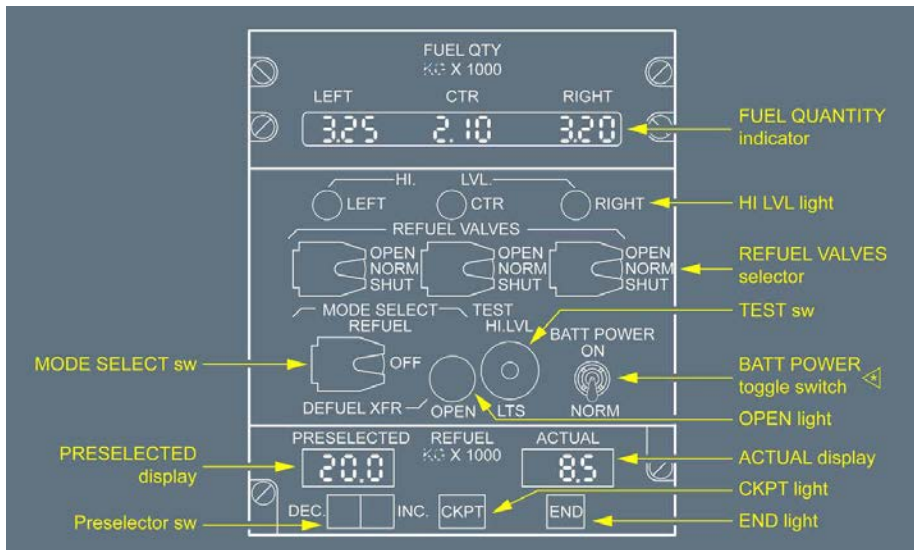 FUEL QTY
KG X 1000
LEFT CTR RIGHT
3.25 2.10 3.20
FUEL QUANTITY
indicator
HI. LVL.
LEFT CTR RIGHT
HI LVL light
REFUEL VALVES
OPEN OPEN OPEN
NORM NORM NORM
SHUT SHUT SHUT
REFUEL VALVES
selector
MODE SELECT TEST
REFUEL HI.LVL
TEST sw
BATT POWER
ON
MODE SELECT sw
OFF
BATT POWER
toggle switch
DEFUEL XFR OPEN LTS NORM
OPEN light
PRESELECTED REFUEL ACTUAL
KG X 1000
PRESELECTED
display
20.0 8.5
ACTUAL display
CKPT light
DEC. INC. CKPT END
Preselector sw
END light